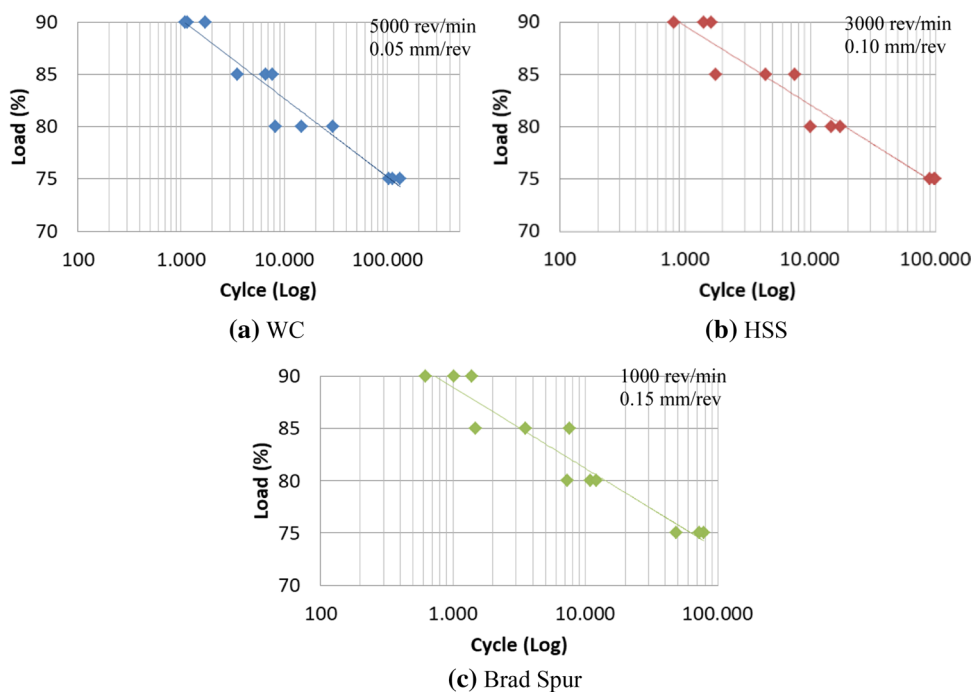 90
85
80
75
70
Load (%)
5000 rev/min
0.05 mm/rev
100
1.000
10.000
100.000
Cylce (Log)
(a) WC
90
85
80
75
70
Load (%)
3000 rev/min
0.10 mm/rev
100
1.000
10.000
100.000
Cylce (Log)
(b) HSS
90
85
80
75
70
Load (%)
1000 rev/min
0.15 mm/rev
100
1.000
10.000
100.000
Cycle (Log)
(c) Brad Spur